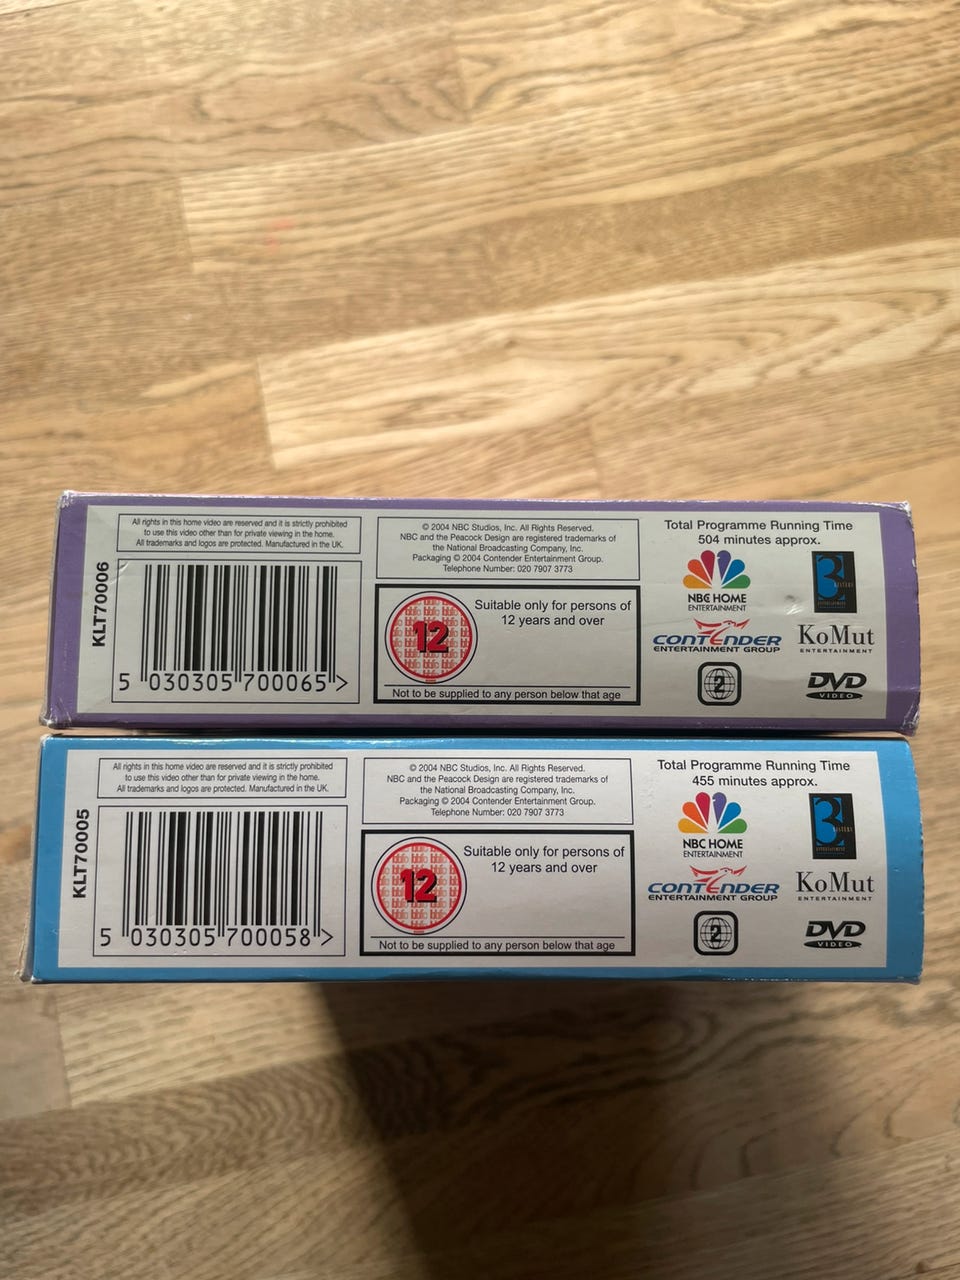 KLT70006
All rights in this home video are reserved and it is strictly prohibited
to use this video other than for private viewing in the home.
All trademarks and logos are protected. Manufactured in the UK.
5 030305 700065 >
© 2004 NBC Studios, Inc. All Rights Reserved.
NBC and the Peacock Design are registered trademarks of
the National Broadcasting Company, Inc.
Packaging © 2004 Contender Entertainment Group.
Telephone Number: 020 7907 3773
12
Suitable only for persons of
12 years and over
Not to be supplied to any person below that age
Total Programme Running Time
504 minutes approx.
NBC HOME
ENTERTAINMENT
3
SISTERS
ENTERTAINMENT
CONTENDER
ENTERTAINMENT GROUP
KoMut
ENTERTAINMENT
2
DVD
VIDEO
KLT70005
All rights in this home video are reserved and it is strictly prohibited
to use this video other than for private viewing in the home.
All trademarks and logos are protected. Manufactured in the UK.
5 030305 700058 >
© 2004 NBC Studios, Inc. All Rights Reserved.
NBC and the Peacock Design are registered trademarks of
the National Broadcasting Company, Inc.
Packaging © 2004 Contender Entertainment Group.
Telephone Number: 020 7907 3773
12
Suitable only for persons of
12 years and over
Not to be supplied to any person below that age
Total Programme Running Time
455 minutes approx.
NBC HOME
ENTERTAINMENT
3
SISTERS
ENTERTAINMENT
CONTENDER
ENTERTAINMENT GROUP
KoMut
ENTERTAINMENT
2
DVD
VIDEO